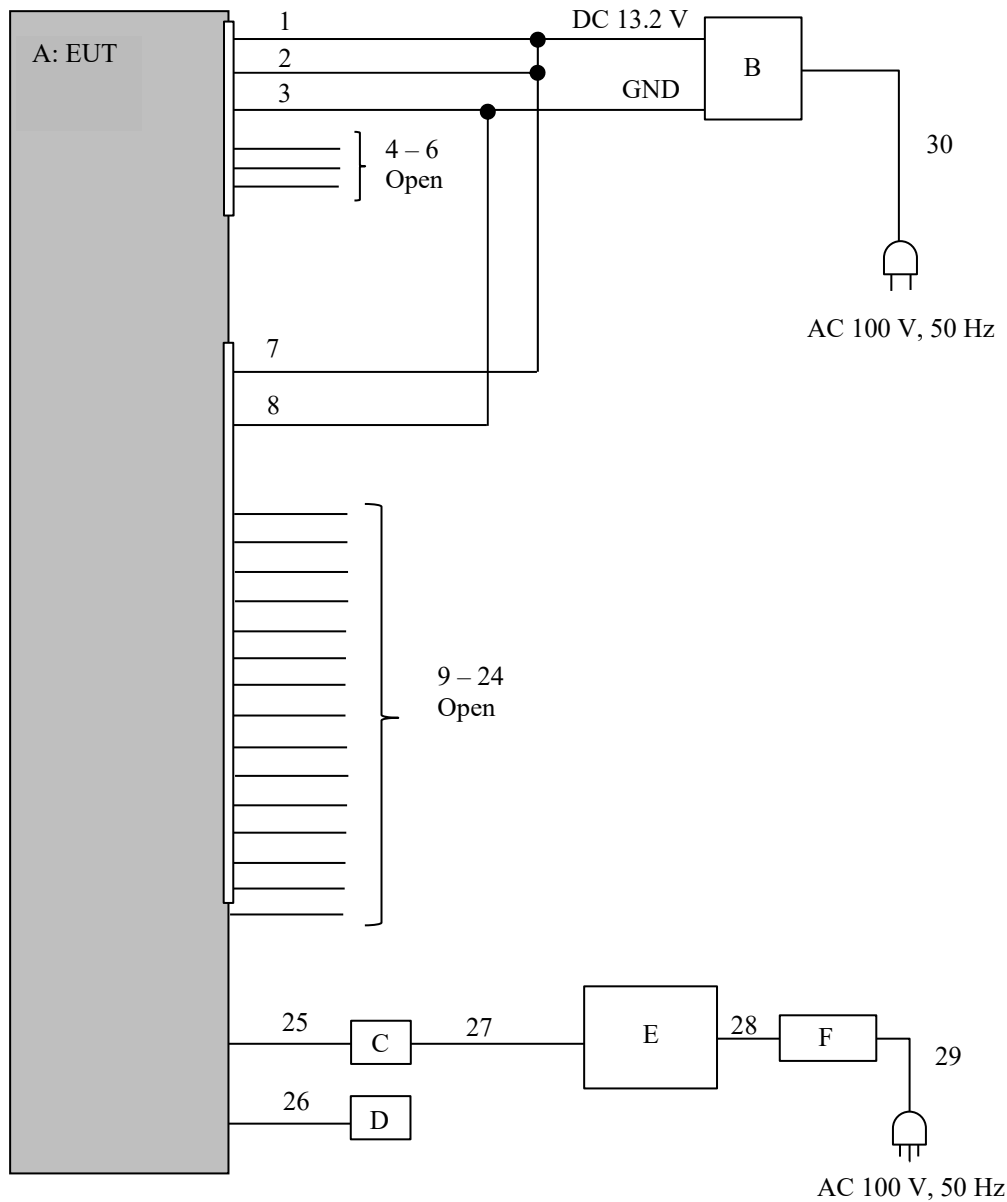 1
DC 13.2 V
A: EUT
2
B
3
GND
4 – 6
Open
30
AC 100 V, 50 Hz
7
8
9 – 24
Open
25
C
27
E
28
F
29
26
D
AC 100 V, 50 Hz